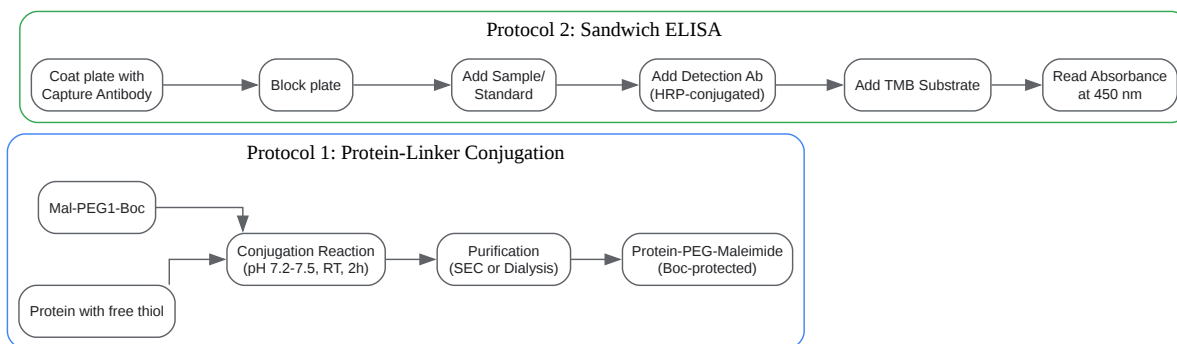 Protocol 2: Sandwich ELISA
Coat plate with
Capture Antibody
Block plate
Add Sample/
Standard
Add Detection Ab
(HRP-conjugated)
Add TMB Substrate
Read Absorbance
at 450 nm
Protocol 1: Protein-Linker Conjugation
Mal-PEG1-Boc
Protein with free thiol
Conjugation Reaction
(pH 7.2-7.5, RT, 2h)
Purification
(SEC or Dialysis)
Protein-PEG-Maleimide
(Boc-protected)